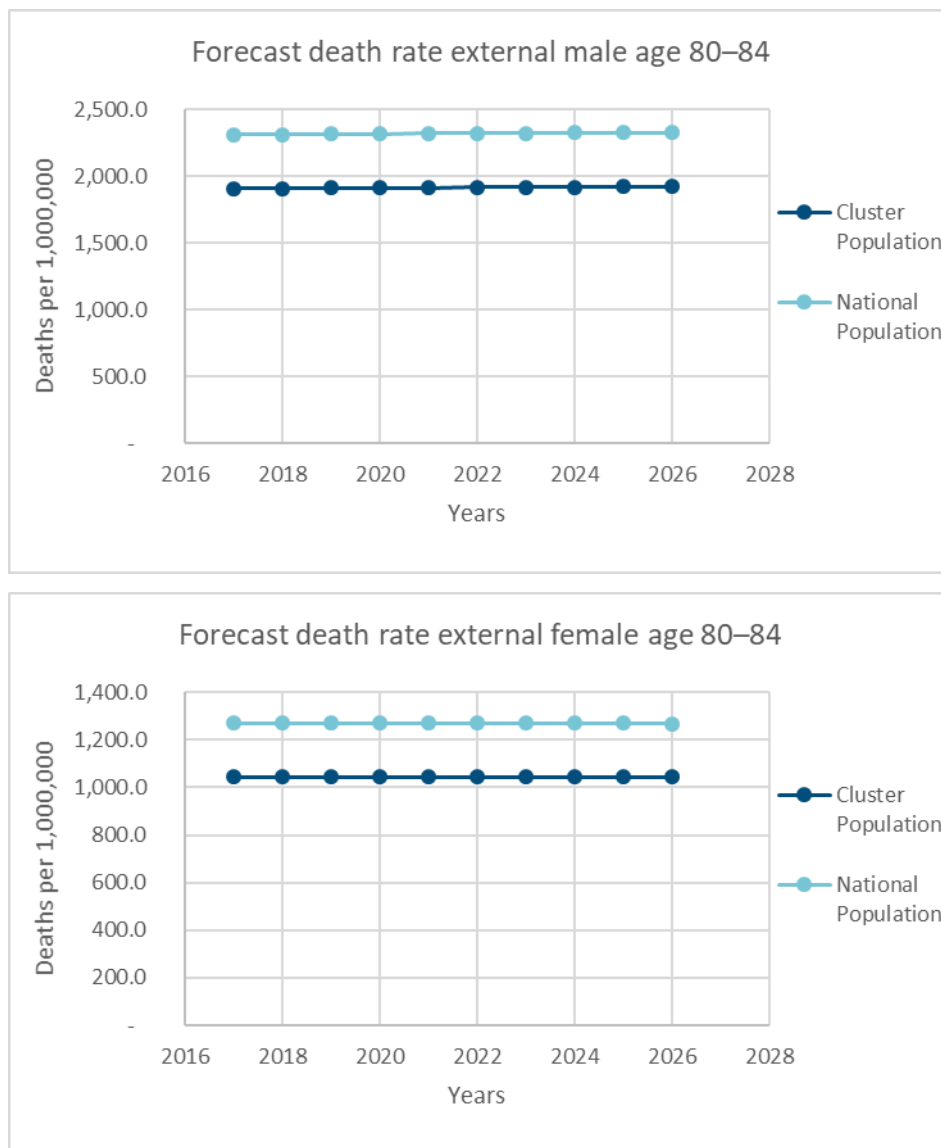 Forecast death rate external male age 80–84
2,500.0
2,000.0
1,500.0
1,000.0
500.0
-
Deaths per 1,000,000
2016 2018 2020 2022 2024 2026 2028
Years
Cluster
Population
National
Population
Forecast death rate external female age 80–84
1,400.0
1,200.0
1,000.0
800.0
600.0
400.0
200.0
-
Deaths per 1,000,000
2016 2018 2020 2022 2024 2026 2028
Years
Cluster
Population
National
Population